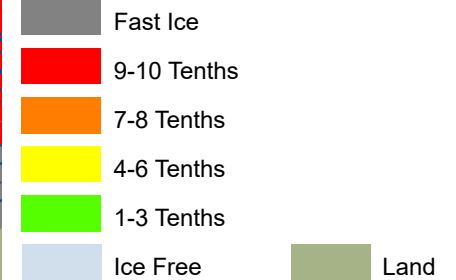 Fast Ice
9-10 Tenths
7-8 Tenths
4-6 Tenths
1-3 Tenths
Ice Free Land